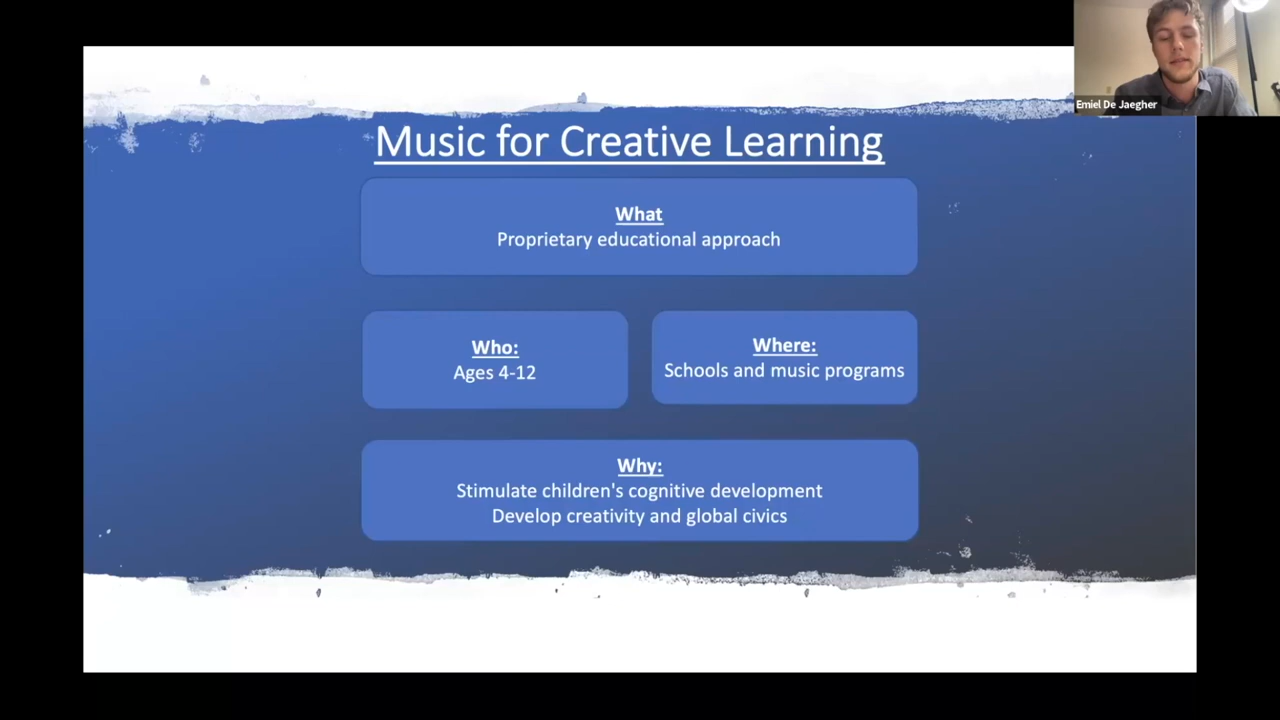 Emiel De Jaegher
Music for Creative Learning
What
Proprietary educational approach
Who:
Ages 4-12
Where:
Schools and music programs
Why:
Stimulate children's cognitive development
Develop creativity and global civics